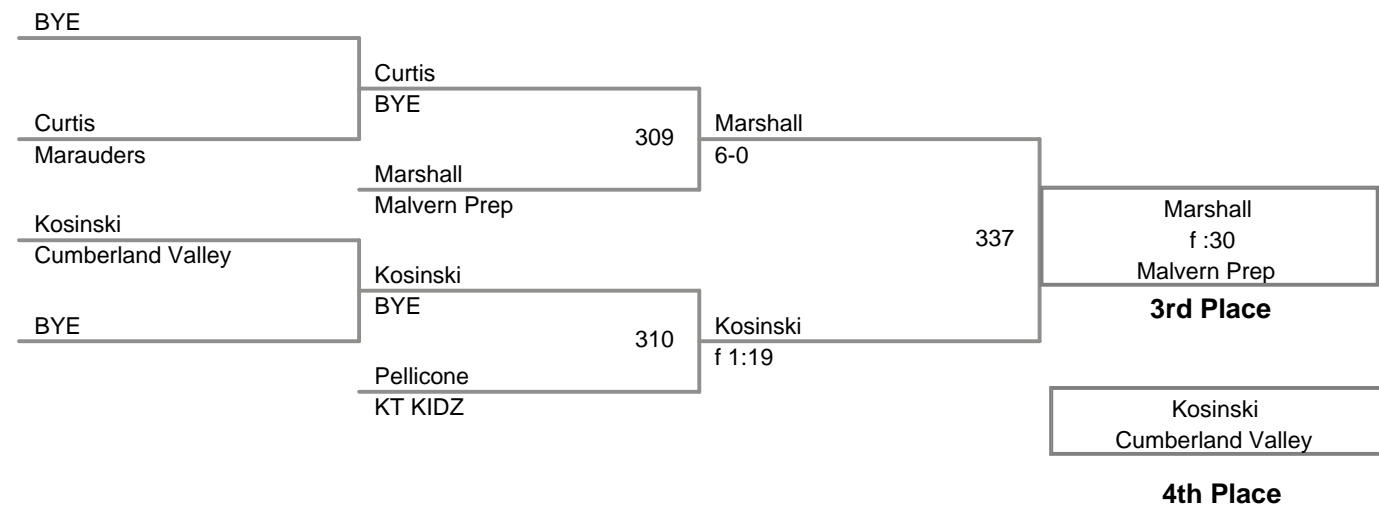 BYE
Curtis
BYE
Curtis
Marauders
309
Marshall
6-0
Marshall
Malvern Prep
Kosinski
Cumberland Valley
337
Marshall
f :30
Malvern Prep
3rd Place
Kosinski
BYE
BYE
310
Kosinski
f 1:19
Pellicone
KT KIDZ
Kosinski
Cumberland Valley
4th Place